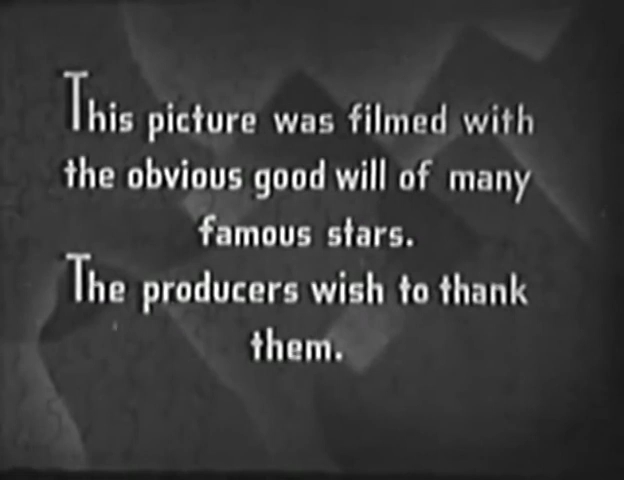 This picture was filmed with
the obvious good will of many
famous stars.
The producers wish to thank
them.